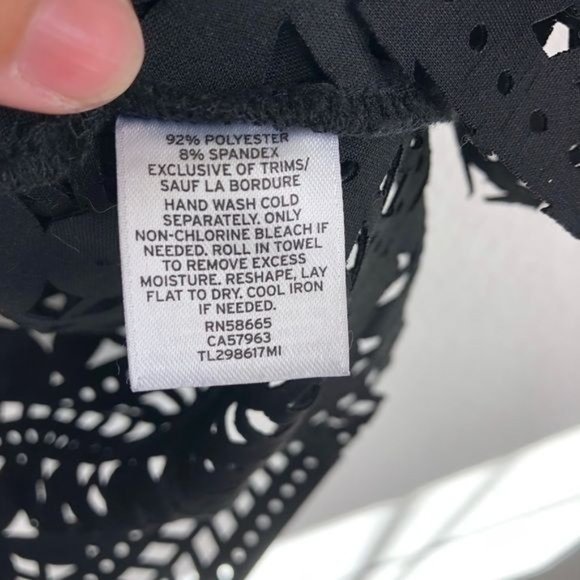 92% POLYESTER
8% SPANDEX
EXCLUSIVE OF TRIMS/
SAUF LA BORDURE
HAND WASH COLD
SEPARATELY. ONLY
NON-CHLORINE BLEACH IF
NEEDED. ROLL IN TOWEL
TO REMOVE EXCESS
MOISTURE. RESHAPE, LAY
FLAT TO DRY. COOL IRON
IF NEEDED.
RN58665
CA57963
TL298617MI